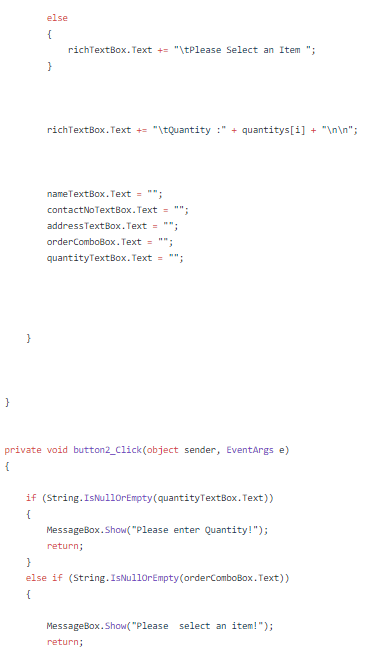 else
{
richTextBox.Text += "\tPlease Select an Item ";
}
richTextBox.Text += "\tQuantity :" + quantitys[i] + "\n\n";
nameTextBox.Text = "";
contactNoTextBox.Text = "";
addressTextBox.Text = "";
orderComboBox.Text = "";
quantityTextBox.Text = "";
}
}
private void button2_Click(object sender, EventArgs e)
{
if (String.IsNullOrEmpty(quantityTextBox.Text))
{
MessageBox.Show("Please enter Quantity!");
return;
}
else if (String.IsNullOrEmpty(orderComboBox.Text))
{
MessageBox.Show("Please  select an item!");
return;